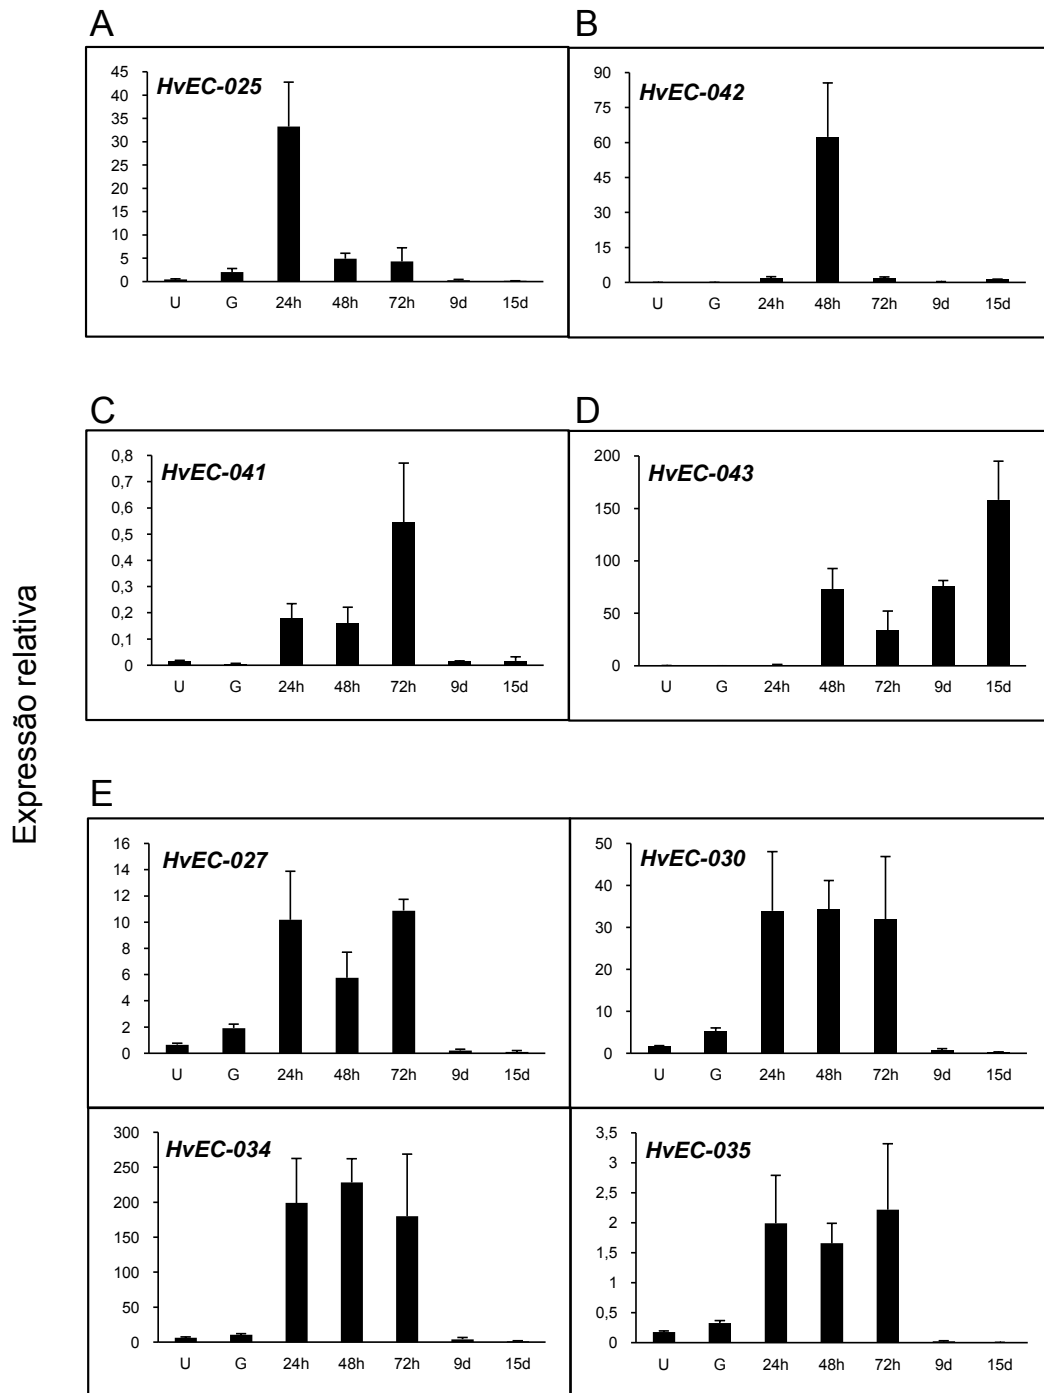 A
B
HvEC-025
45
40
35
30
25
20
15
10
5
0
U G 24h 48h 72h 9d 15d
HvEC-042
90
75
60
45
30
15
0
U G 24h 48h 72h 9d 15d
C
D
HvEC-041
0,8
0,7
0,6
0,5
0,4
0,3
0,2
0,1
0
U G 24h 48h 72h 9d 15d
HvEC-043
200
150
100
50
0
U G 24h 48h 72h 9d 15d
Expressão relativa
E
HvEC-027
16
14
12
10
8
6
4
2
0
U G 24h 48h 72h 9d 15d
HvEC-030
50
40
30
20
10
0
U G 24h 48h 72h 9d 15d
HvEC-034
300
250
200
150
100
50
0
U G 24h 48h 72h 9d 15d
HvEC-035
3,5
3
2,5
2
1,5
1
0,5
0
U G 24h 48h 72h 9d 15d